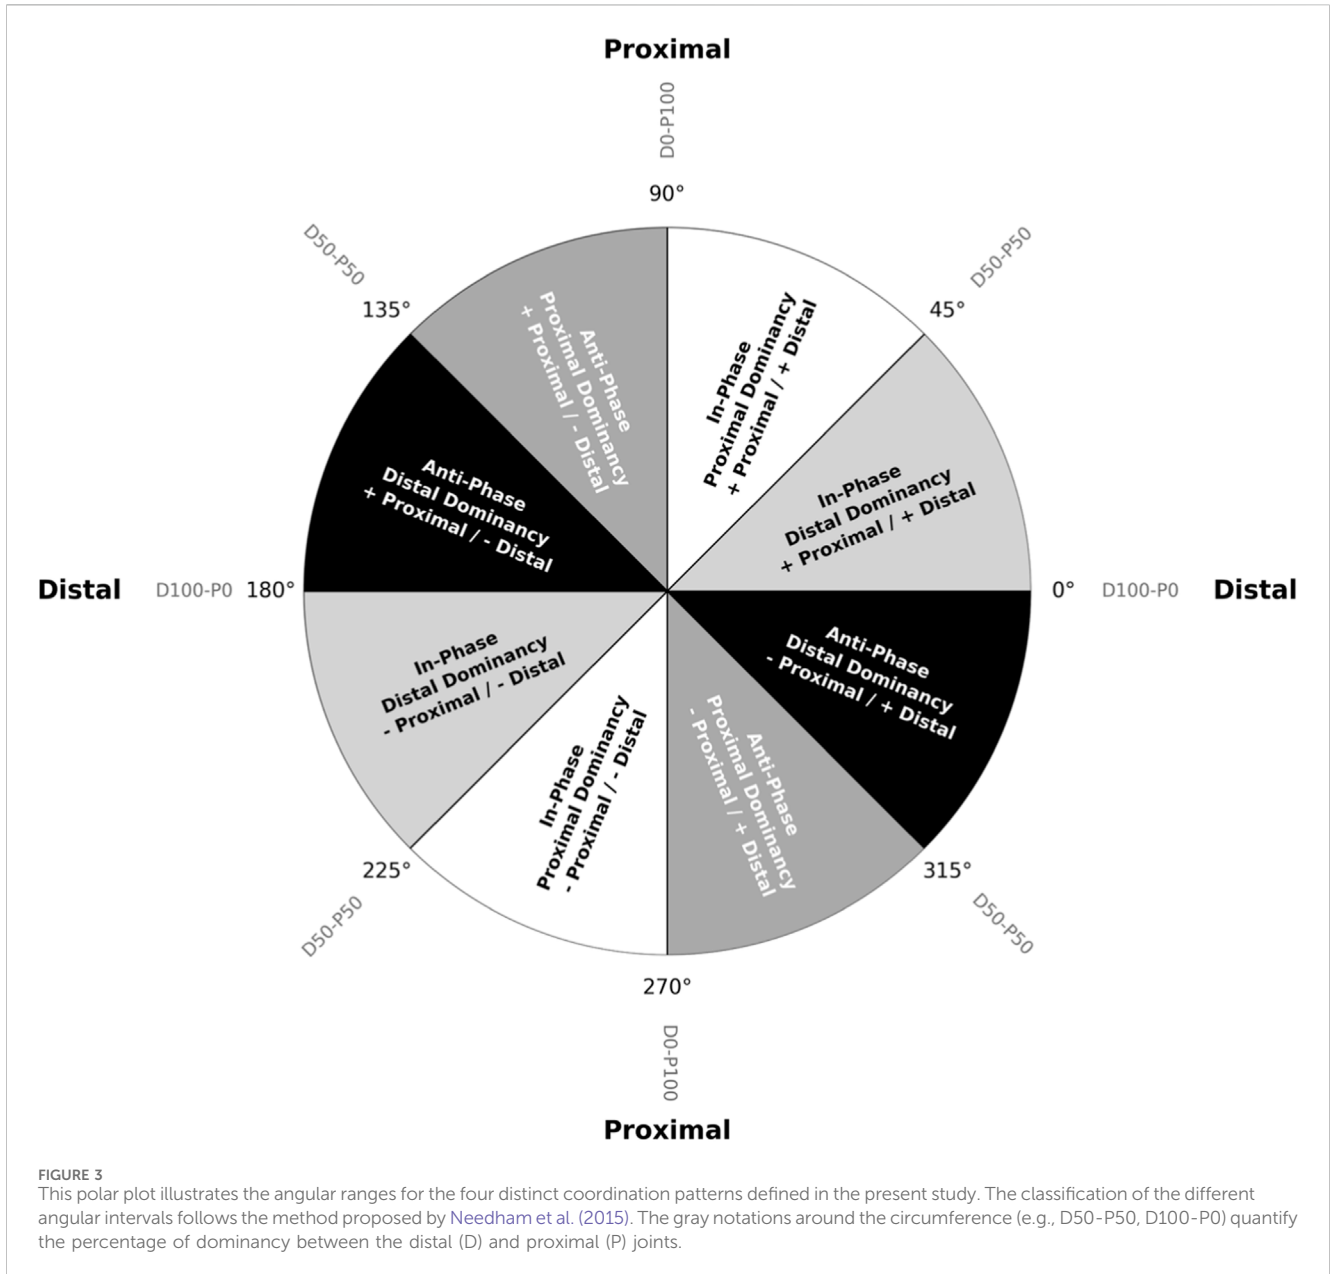 Proximal
D0-P100
90°
D50-P50
135°
D50-P50
45°
Anti-Phase
Proximal Dominancy
+ Proximal / - Distal
In-Phase
Proximal Dominancy
+ Proximal / + Distal
Anti-Phase
Distal Dominancy
+ Proximal / - Distal
In-Phase
Distal Dominancy
+ Proximal / + Distal
Distal
D100-P0
180°
0°
D100-P0
Distal
In-Phase
Distal Dominancy
- Proximal / - Distal
Anti-Phase
Distal Dominancy
- Proximal / + Distal
In-Phase
Proximal Dominancy
- Proximal / - Distal
Anti-Phase
Proximal Dominancy
- Proximal / + Distal
225°
D50-P50
315°
D50-P50
270°
D0-P100
Proximal
FIGURE 3
This polar plot illustrates the angular ranges for the four distinct coordination patterns defined in the present study. The classification of the different
angular intervals follows the method proposed by Needham et al. (2015). The gray notations around the circumference (e.g., D50-P50, D100-P0) quantify
the percentage of dominancy between the distal (D) and proximal (P) joints.